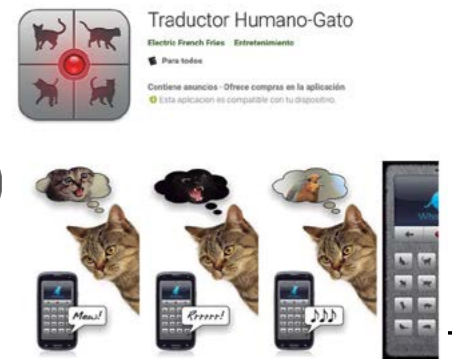 Traductor Humano-Gato
Electric French Fries Entretenimiento
Para todos
Contiene anuncios · Ofrece compras en la aplicación
Esta aplicación es compatible con tu dispositivo.
Meow!
Rrrrrr!